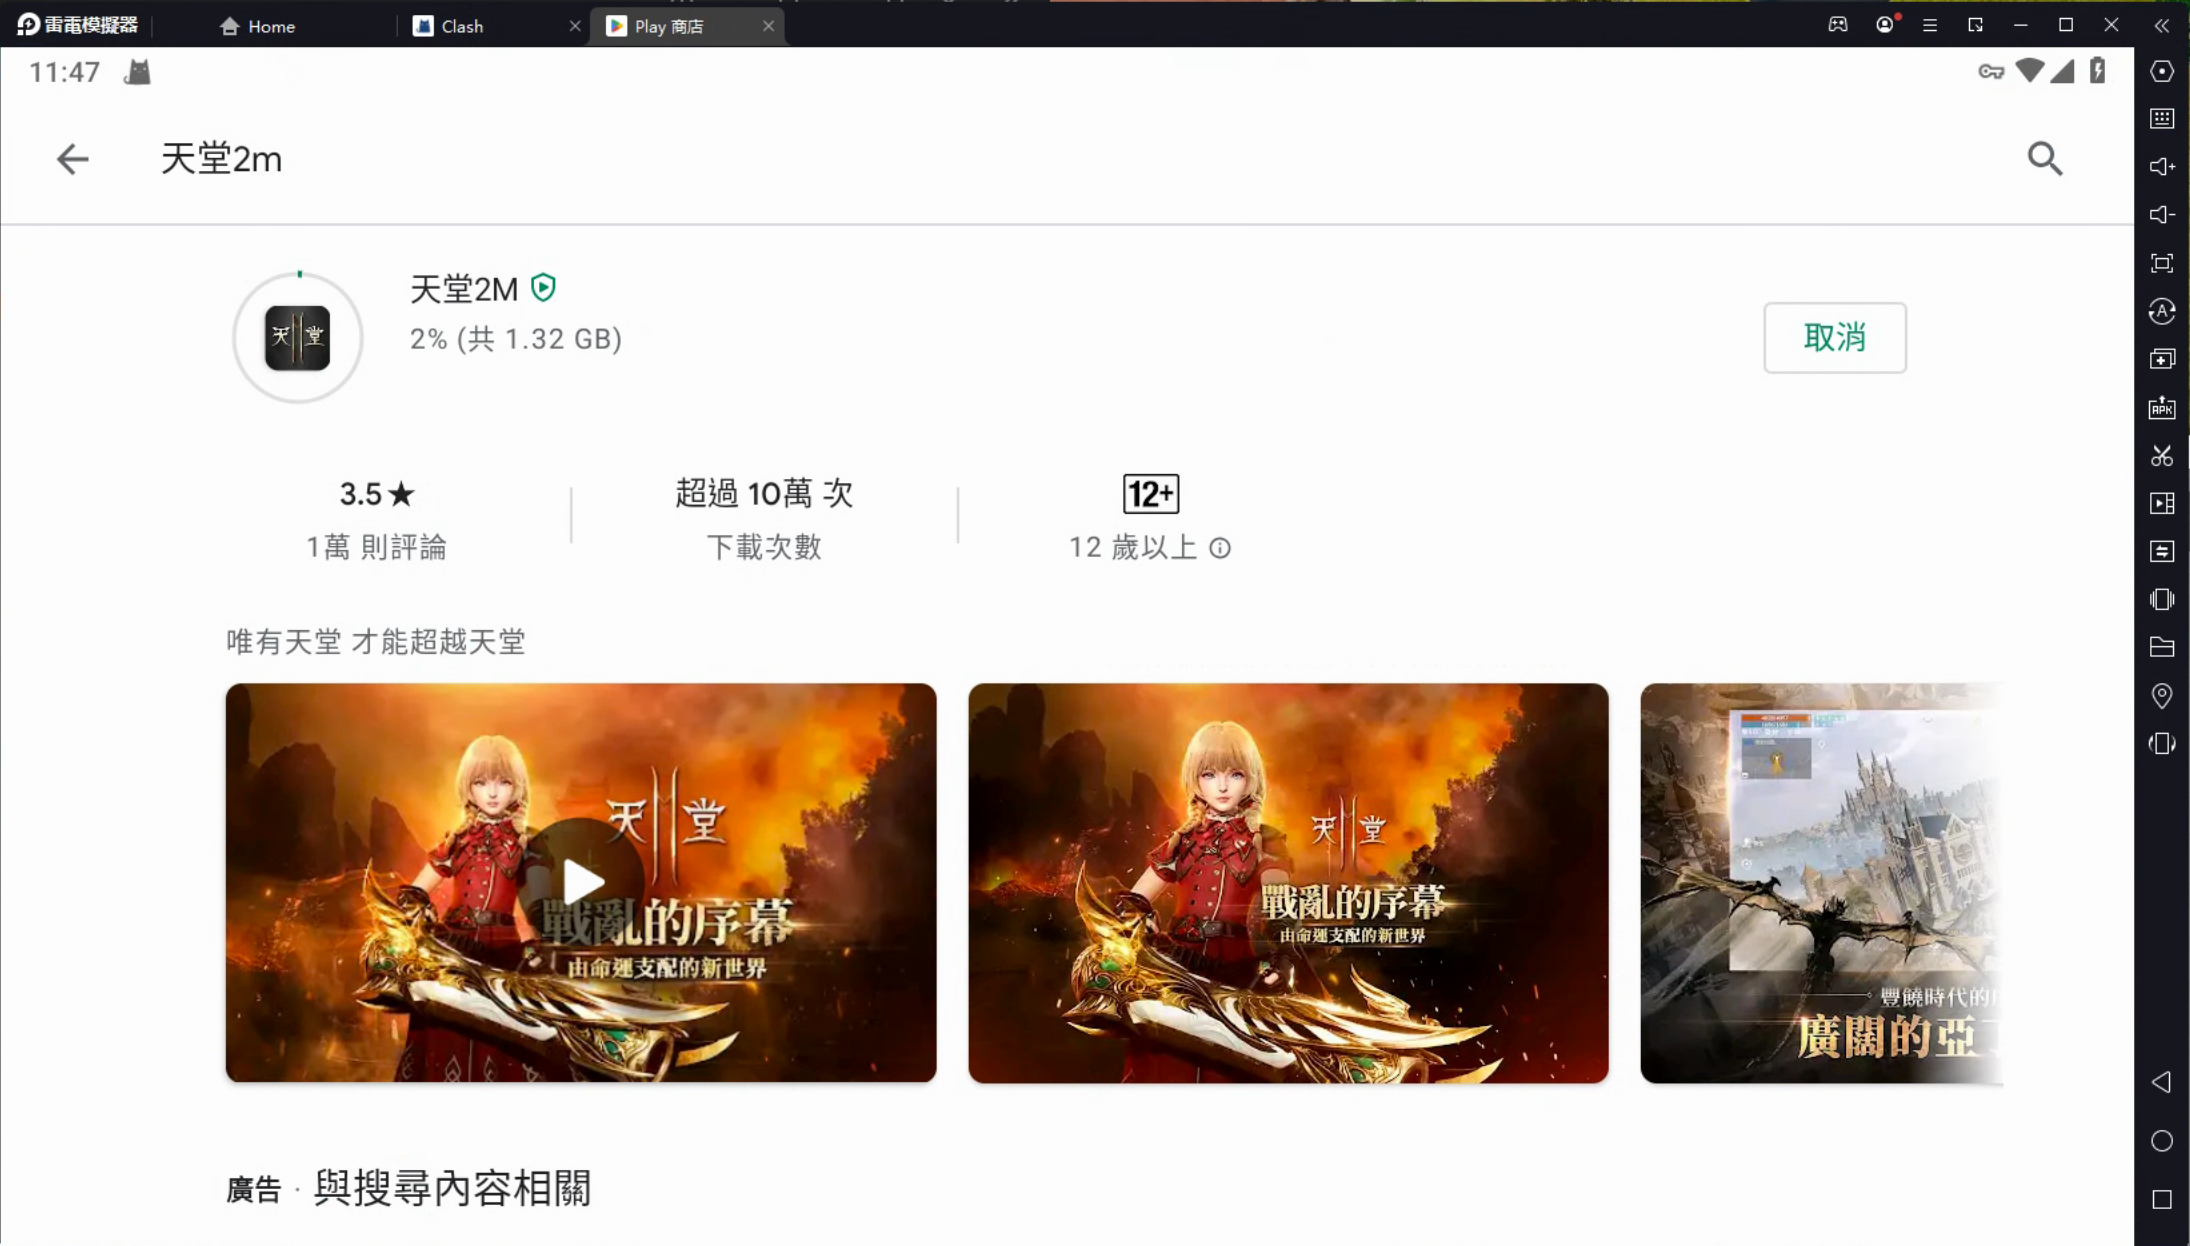 雷電模擬器
Home
Clash
Play 商店
11:47
天堂2m
天堂2M
2% (共 1.32 GB)
取消
天堂
3.5★
1萬 則評論
超過 10萬 次
下載次數
12+
12 歲以上
唯有天堂 才能超越天堂
天堂
戰亂的序幕
由命運支配的新世界
天堂
戰亂的序幕
由命運支配的新世界
豐饒時代的
廣闊的亞
廣告 · 與搜尋內容相關
APK
A